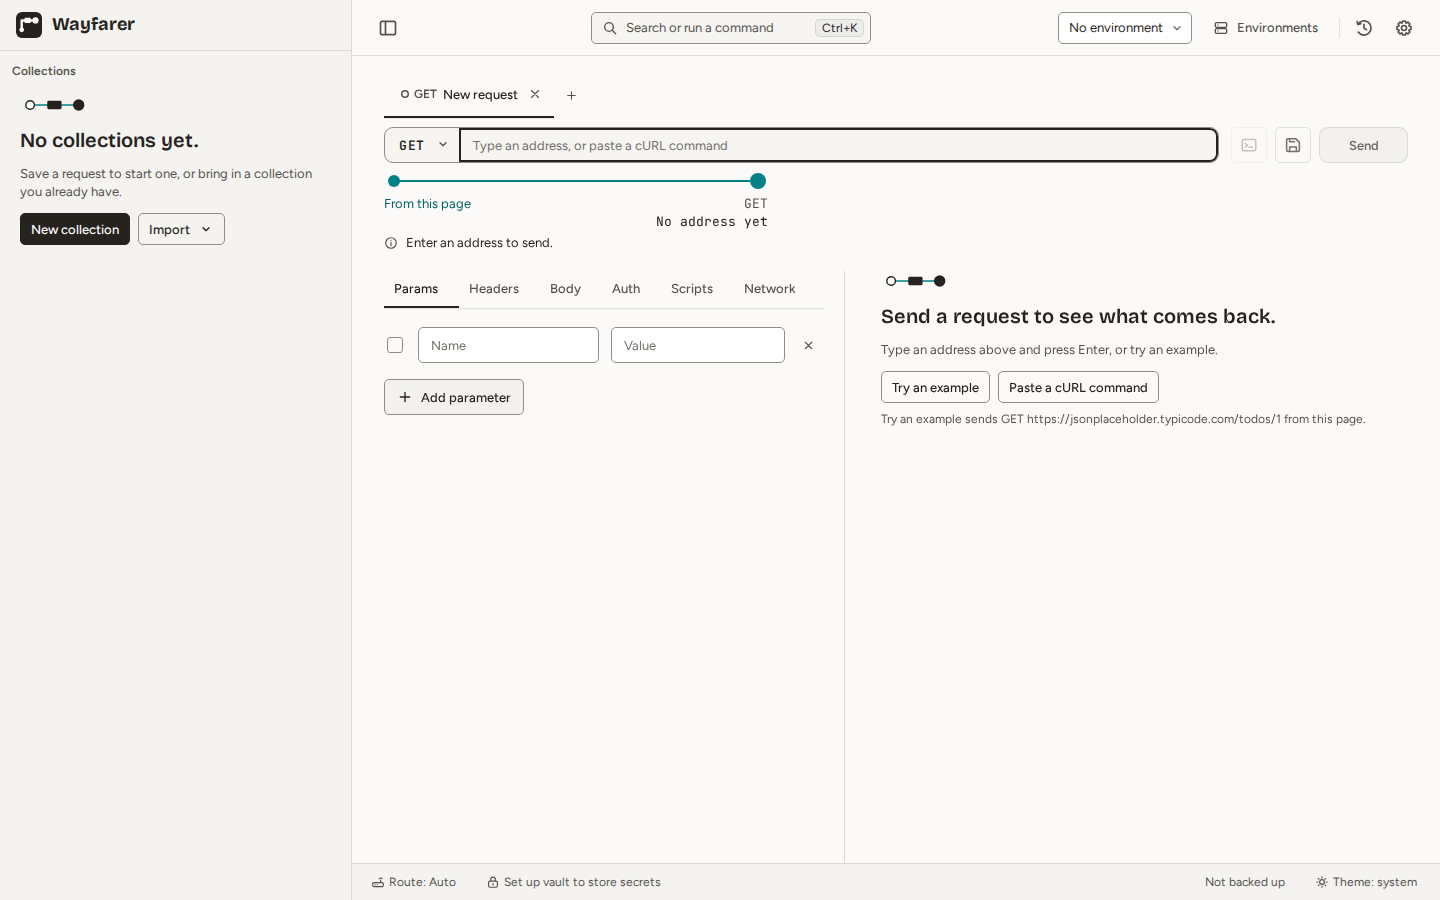 Wayfarer
Search or run a command
Ctrl+K
No environment
Environments
Collections
No collections yet.
Save a request to start one, or bring in a collection
you already have.
New collection
Import
GET New request
GET
Type an address, or paste a cURL command
Send
From this page
GET
No address yet
Enter an address to send.
Params
Headers
Body
Auth
Scripts
Network
Name
Value
Add parameter
Send a request to see what comes back.
Type an address above and press Enter, or try an example.
Try an example
Paste a cURL command
Try an example sends GET https://jsonplaceholder.typicode.com/todos/1 from this page.
Route: Auto
Set up vault to store secrets
Not backed up
Theme: system